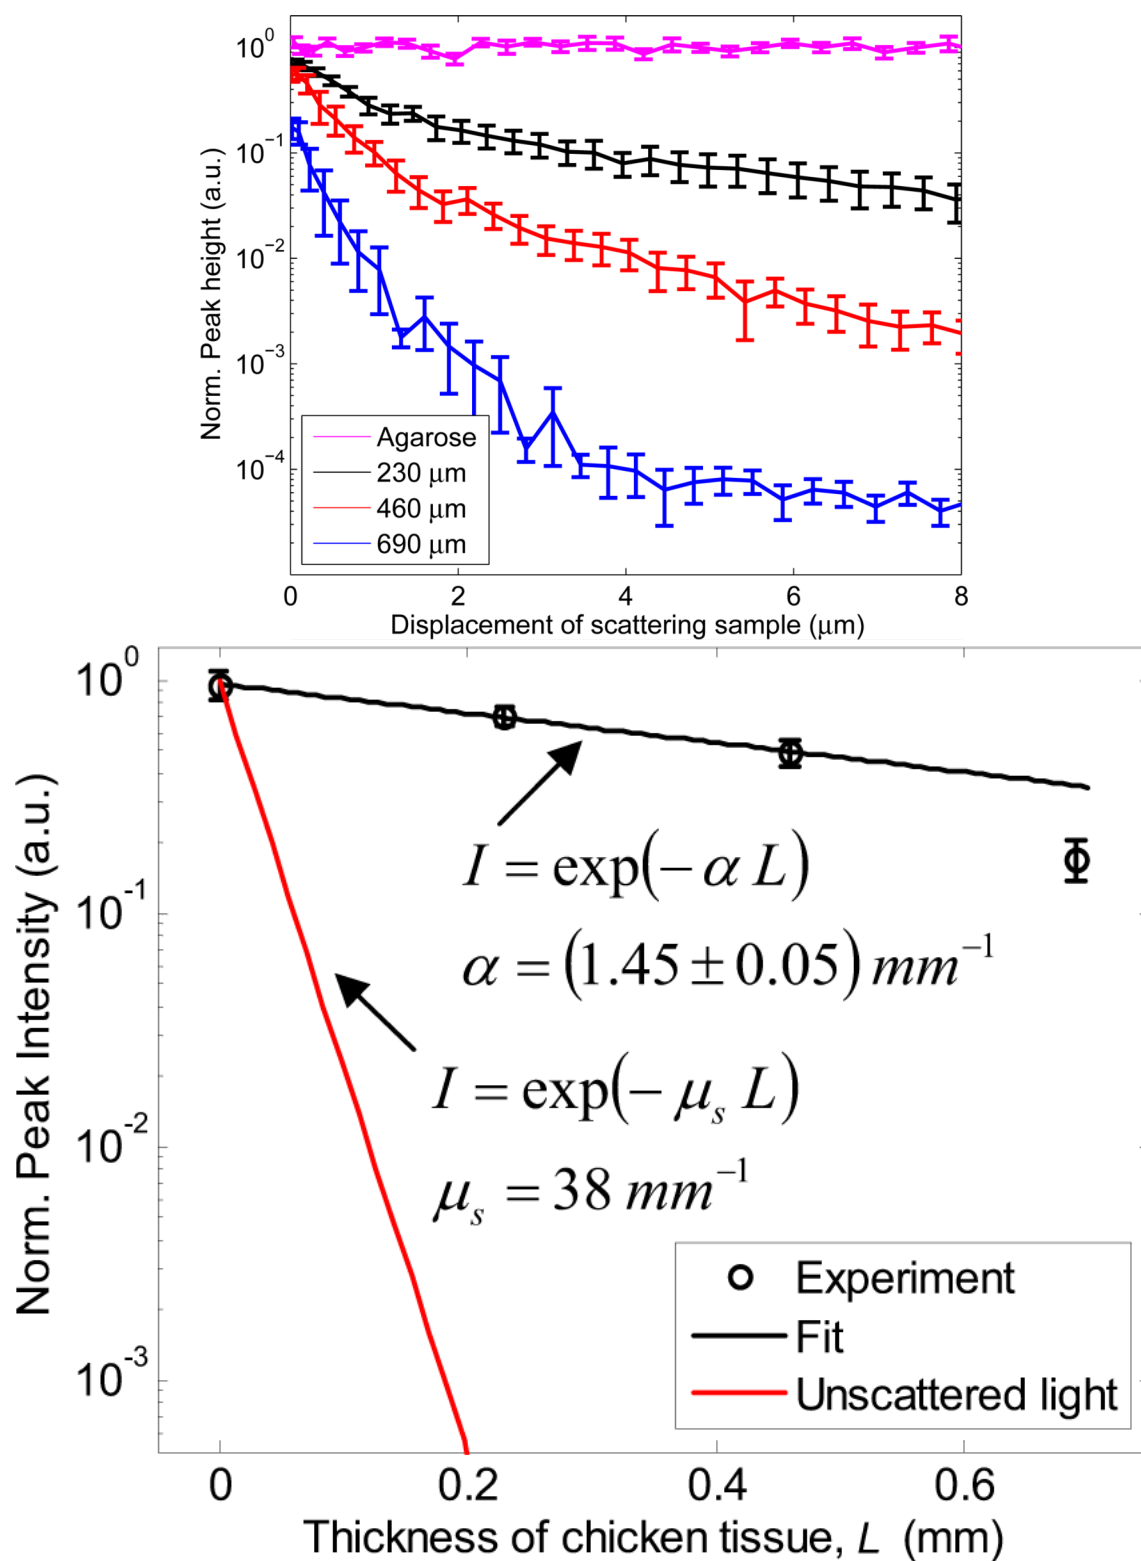 Norm. Peak height (a.u.)
10^0
10^-1
10^-2
10^-3
10^-4
Agarose
230 μm
460 μm
690 μm
0 2 4 6 8
Displacement of scattering sample (μm)
Norm. Peak Intensity (a.u.)
10^0
10^-1
10^-2
10^-3
I = exp(− α L)
α = (1.45 ± 0.05) mm^−1
I = exp(− μ_s L)
μ_s = 38 mm^−1
Experiment
Fit
Unscattered light
0 0.2 0.4 0.6
Thickness of chicken tissue, L (mm)